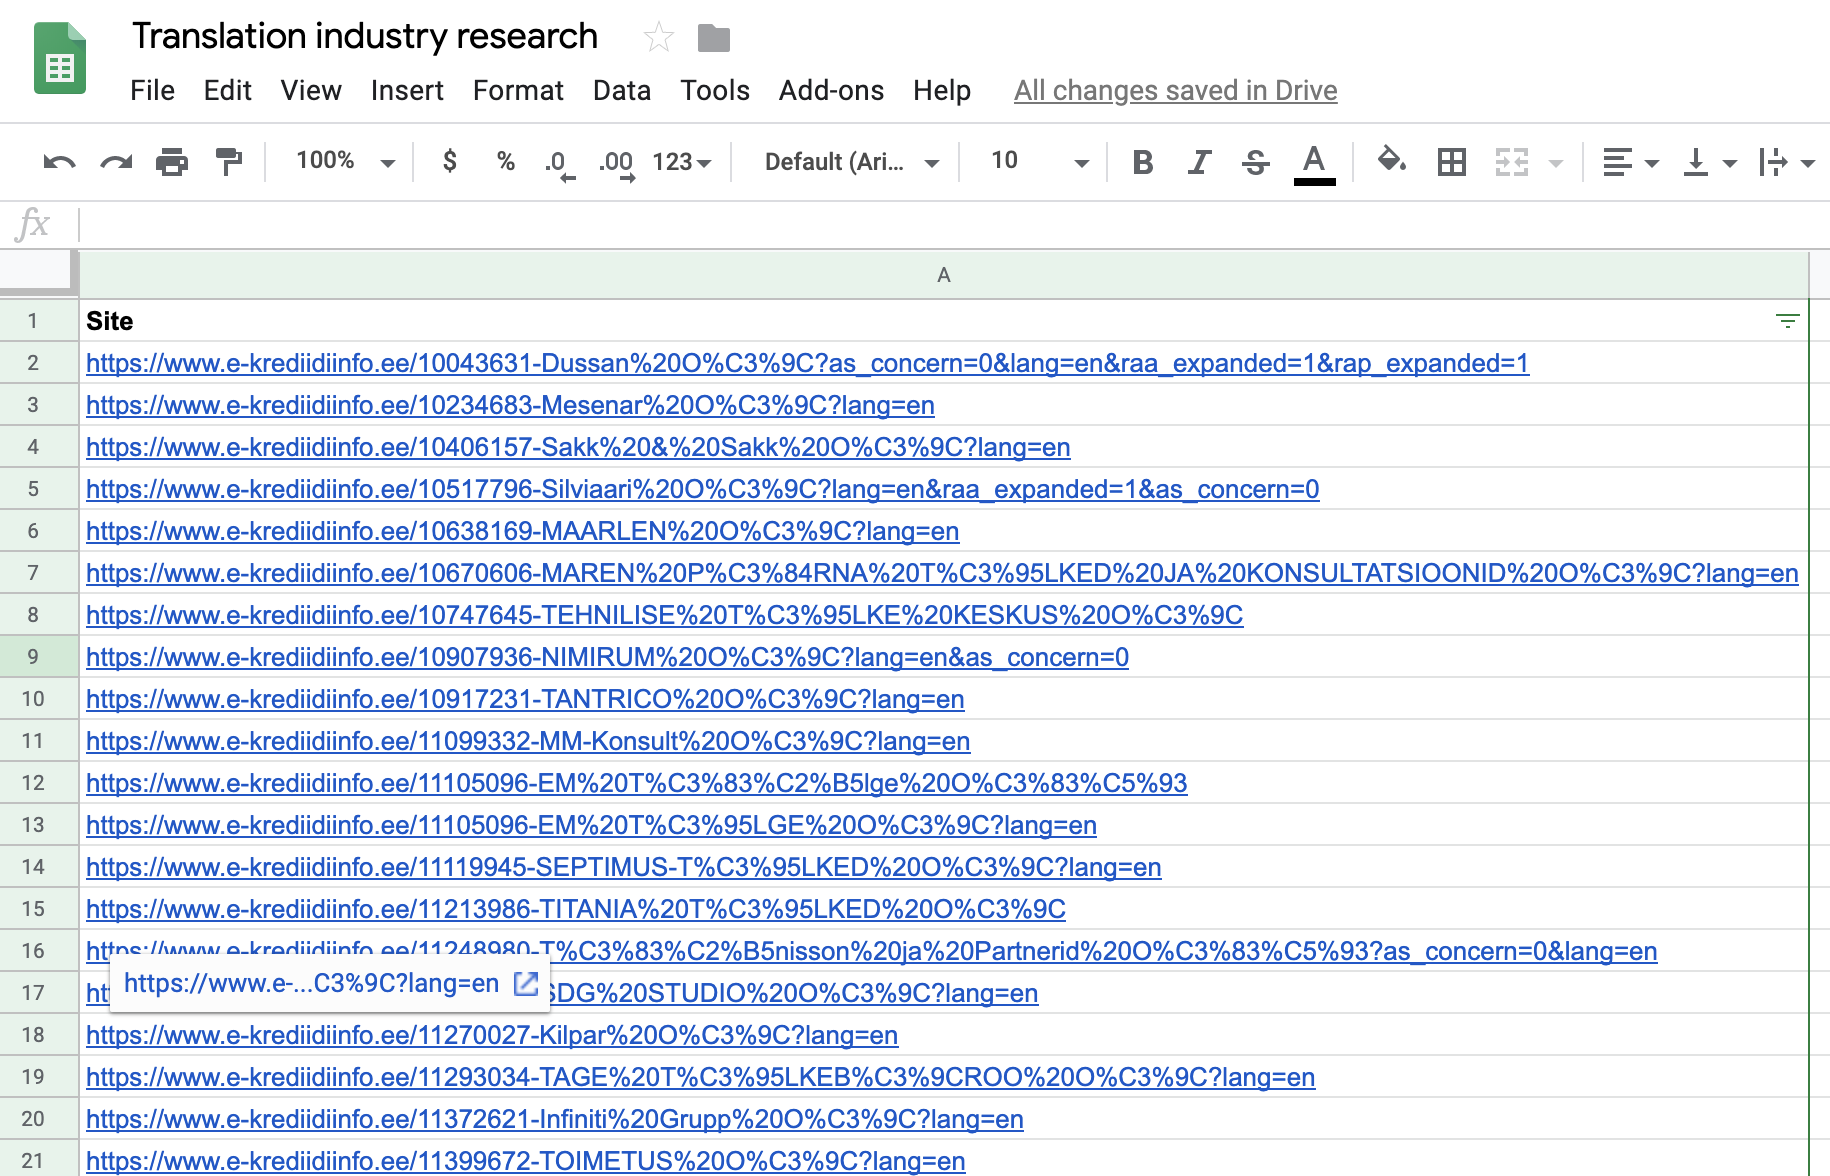 Translation industry research
File Edit View Insert Format Data Tools Add-ons Help All changes saved in Drive
100% $ % .0 .00 123 Default (Ari... 10 B I S A
fx
A
1 Site
2 https://www.e-krediidiinfo.ee/10043631-Dussan%20O%C3%9C?as_concern=0&lang=en&raa_expanded=1&rap_expanded=1
3 https://www.e-krediidiinfo.ee/10234683-Mesenar%20O%C3%9C?lang=en
4 https://www.e-krediidiinfo.ee/10406157-Sakk%20&%20Sakk%20O%C3%9C?lang=en
5 https://www.e-krediidiinfo.ee/10517796-Silviaari%20O%C3%9C?lang=en&raa_expanded=1&as_concern=0
6 https://www.e-krediidiinfo.ee/10638169-MAARLEN%20O%C3%9C?lang=en
7 https://www.e-krediidiinfo.ee/10670606-MAREN%20P%C3%84RNA%20T%C3%95LKED%20JA%20KONSULTATSIOONID%20O%C3%9C?lang=en
8 https://www.e-krediidiinfo.ee/10747645-TEHNILISE%20T%C3%95LKE%20KESKUS%20O%C3%9C
9 https://www.e-krediidiinfo.ee/10907936-NIMIRUM%20O%C3%9C?lang=en&as_concern=0
10 https://www.e-krediidiinfo.ee/10917231-TANTRICO%20O%C3%9C?lang=en
11 https://www.e-krediidiinfo.ee/11099332-MM-Konsult%20O%C3%9C?lang=en
12 https://www.e-krediidiinfo.ee/11105096-EM%20T%C3%83%C2%B5lge%20O%C3%83%C5%93
13 https://www.e-krediidiinfo.ee/11105096-EM%20T%C3%95LGE%20O%C3%9C?lang=en
14 https://www.e-krediidiinfo.ee/11119945-SEPTIMUS-T%C3%95LKED%20O%C3%9C?lang=en
15 https://www.e-krediidiinfo.ee/11213986-TITANIA%20T%C3%95LKED%20O%C3%9C
16 https://www.e-krediidiinfo.ee/11248980-T%C3%83%C2%B5nisson%20ja%20Partnerid%20O%C3%83%C5%93?as_concern=0&lang=en
https://www.e-...C3%9C?lang=en
17 ht SDG%20STUDIO%20O%C3%9C?lang=en
18 https://www.e-krediidiinfo.ee/11270027-Kilpar%20O%C3%9C?lang=en
19 https://www.e-krediidiinfo.ee/11293034-TAGE%20T%C3%95LKEB%C3%9CROO%20O%C3%9C?lang=en
20 https://www.e-krediidiinfo.ee/11372621-Infiniti%20Grupp%20O%C3%9C?lang=en
21 https://www.e-krediidiinfo.ee/11399672-TOIMETUS%20O%C3%9C?lang=en